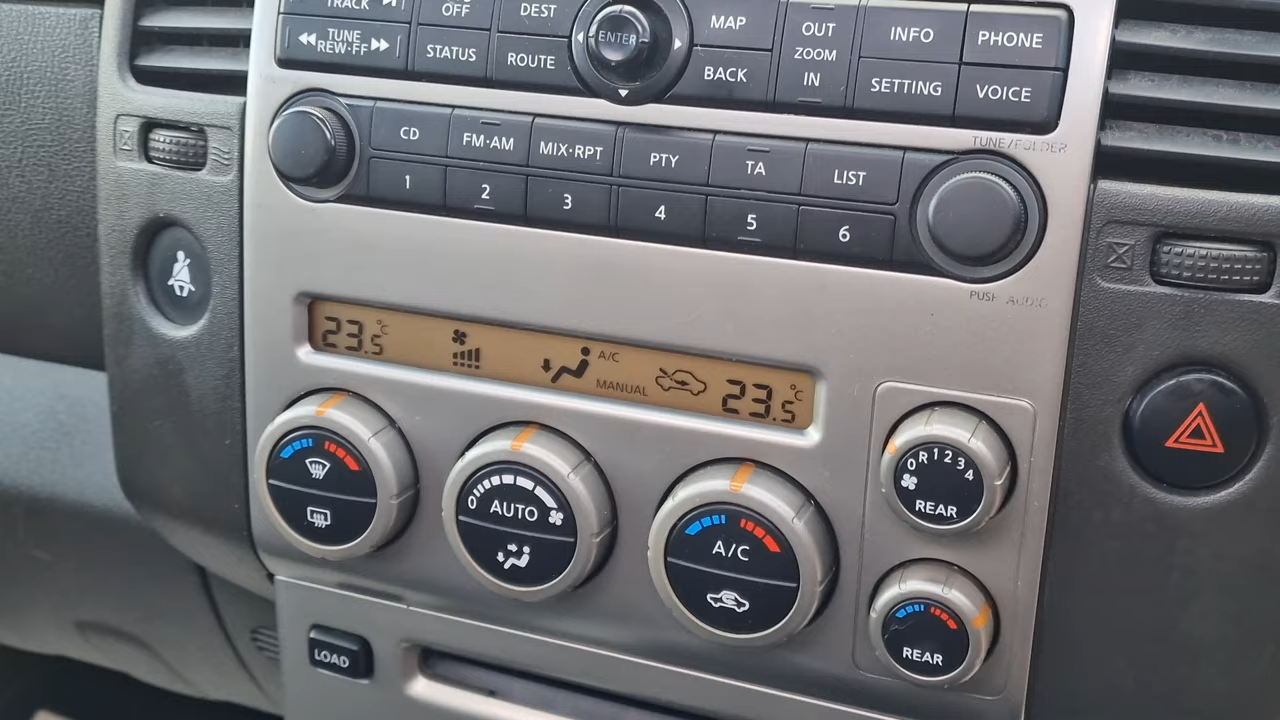 TRACK
OFF
DEST
MAP
OUT
ZOOM
IN
INFO
PHONE
TUNE
REW·FF
STATUS
ROUTE
ENTER
BACK
SETTING
VOICE
TUNE/FOLDER
CD
FM·AM
MIX·RPT
PTY
TA
LIST
1
2
3
4
5
6
PUSH AUDIO
23.5°C
A/C
MANUAL
23.5°C
0
AUTO
A/C
0 R 1 2 3 4
REAR
REAR
LOAD